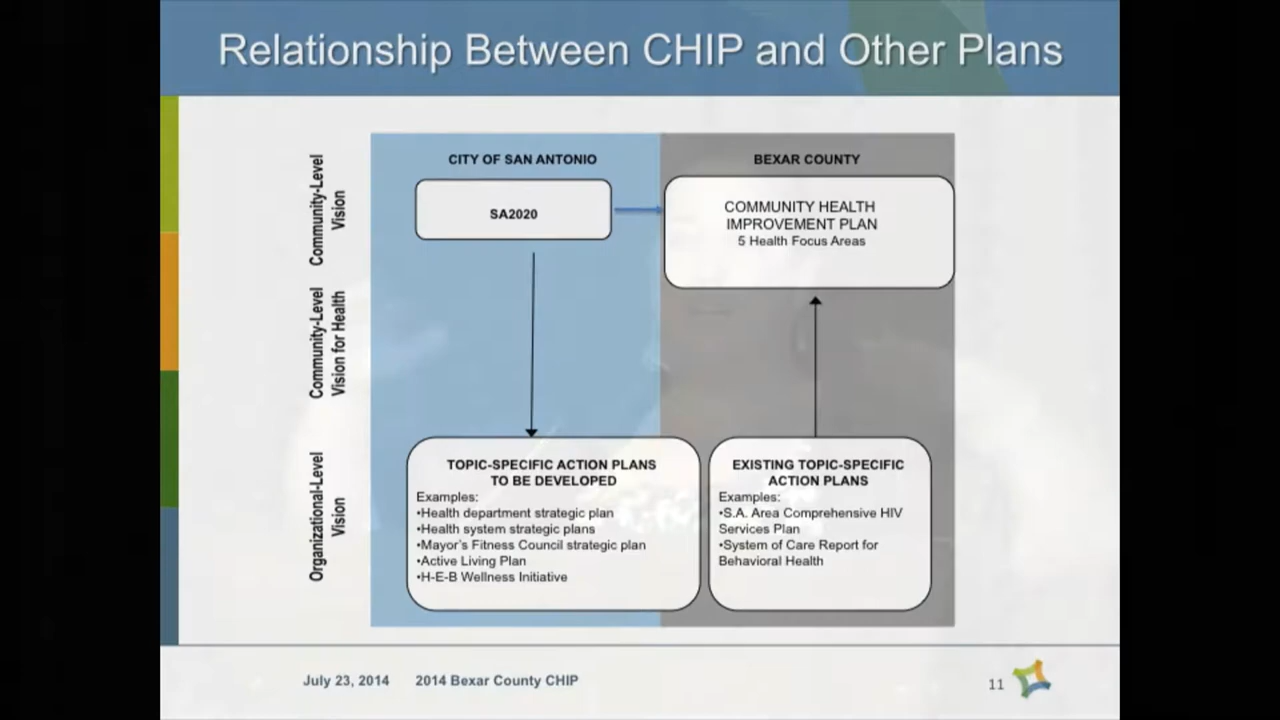 Relationship Between CHIP and Other Plans
Community-Level
Vision
Community-Level
Vision for Health
Organizational-Level
Vision
CITY OF SAN ANTONIO
SA2020
BEXAR COUNTY
COMMUNITY HEALTH
IMPROVEMENT PLAN
5 Health Focus Areas
TOPIC-SPECIFIC ACTION PLANS
TO BE DEVELOPED
Examples:
•Health department strategic plan
•Health system strategic plans
•Mayor's Fitness Council strategic plan
•Active Living Plan
•H-E-B Wellness Initiative
EXISTING TOPIC-SPECIFIC
ACTION PLANS
Examples:
•S.A. Area Comprehensive HIV
Services Plan
•System of Care Report for
Behavioral Health
July 23, 2014 2014 Bexar County CHIP
11